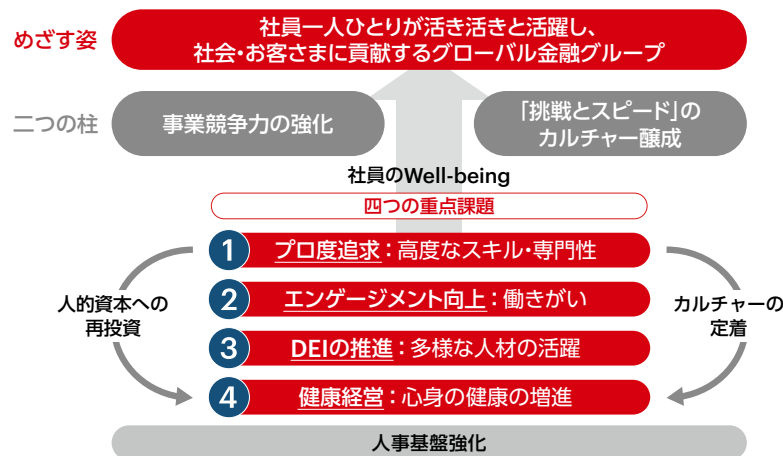 めざす姿
社員一人ひとりが活き活きと活躍し、
社会・お客さまに貢献するグローバル金融グループ
二つの柱
事業競争力の強化
「挑戦とスピード」の
カルチャー醸成
社員のWell-being
四つの重点課題
1 プロ度追求：高度なスキル・専門性
2 エンゲージメント向上：働きがい
3 DEIの推進：多様な人材の活躍
4 健康経営：心身の健康の増進
人的資本への
再投資
カルチャーの
定着
人事基盤強化